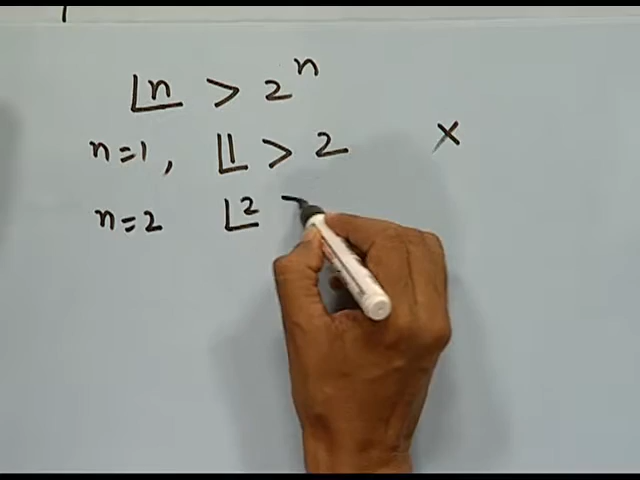 ⌊n > 2^n
n=1, ⌊1 > 2 ×
n=2 ⌊2